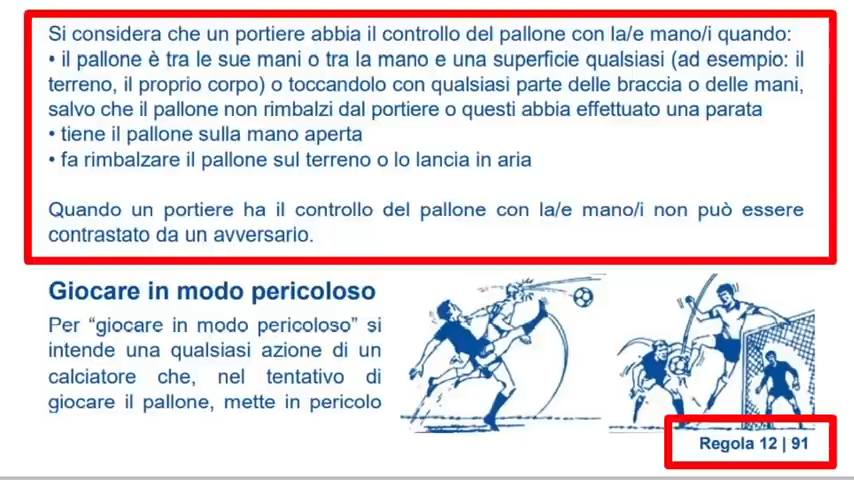 Si considera che un portiere abbia il controllo del pallone con la/e mano/i quando:
• il pallone è tra le sue mani o tra la mano e una superficie qualsiasi (ad esempio: il
terreno, il proprio corpo) o toccandolo con qualsiasi parte delle braccia o delle mani,
salvo che il pallone non rimbalzi dal portiere o questi abbia effettuato una parata
• tiene il pallone sulla mano aperta
• fa rimbalzare il pallone sul terreno o lo lancia in aria
Quando un portiere ha il controllo del pallone con la/e mano/i non può essere
contrastato da un avversario.
Giocare in modo pericoloso
Per “giocare in modo pericoloso” si
intende una qualsiasi azione di un
calciatore che, nel tentativo di
giocare il pallone, mette in pericolo
Regola 12 | 91